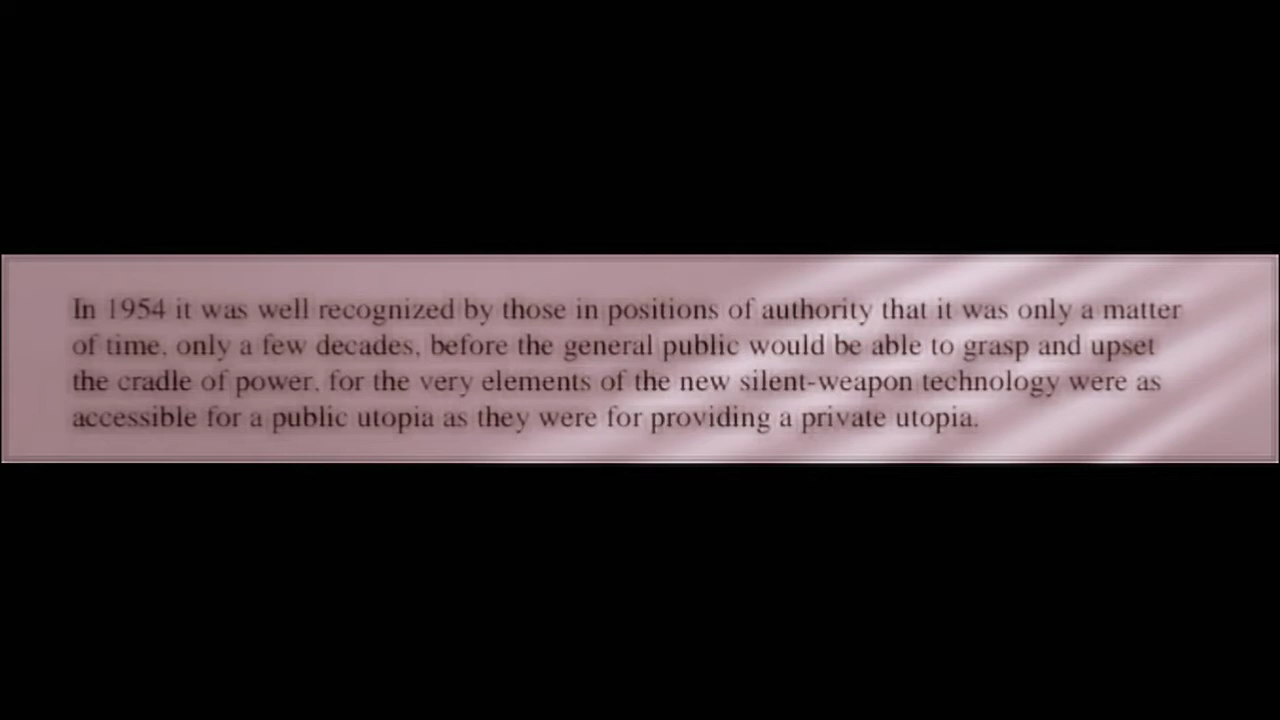 In 1954 it was well recognized by those in positions of authority that it was only a matter
of time, only a few decades, before the general public would be able to grasp and upset
the cradle of power, for the very elements of the new silent-weapon technology were as
accessible for a public utopia as they were for providing a private utopia.